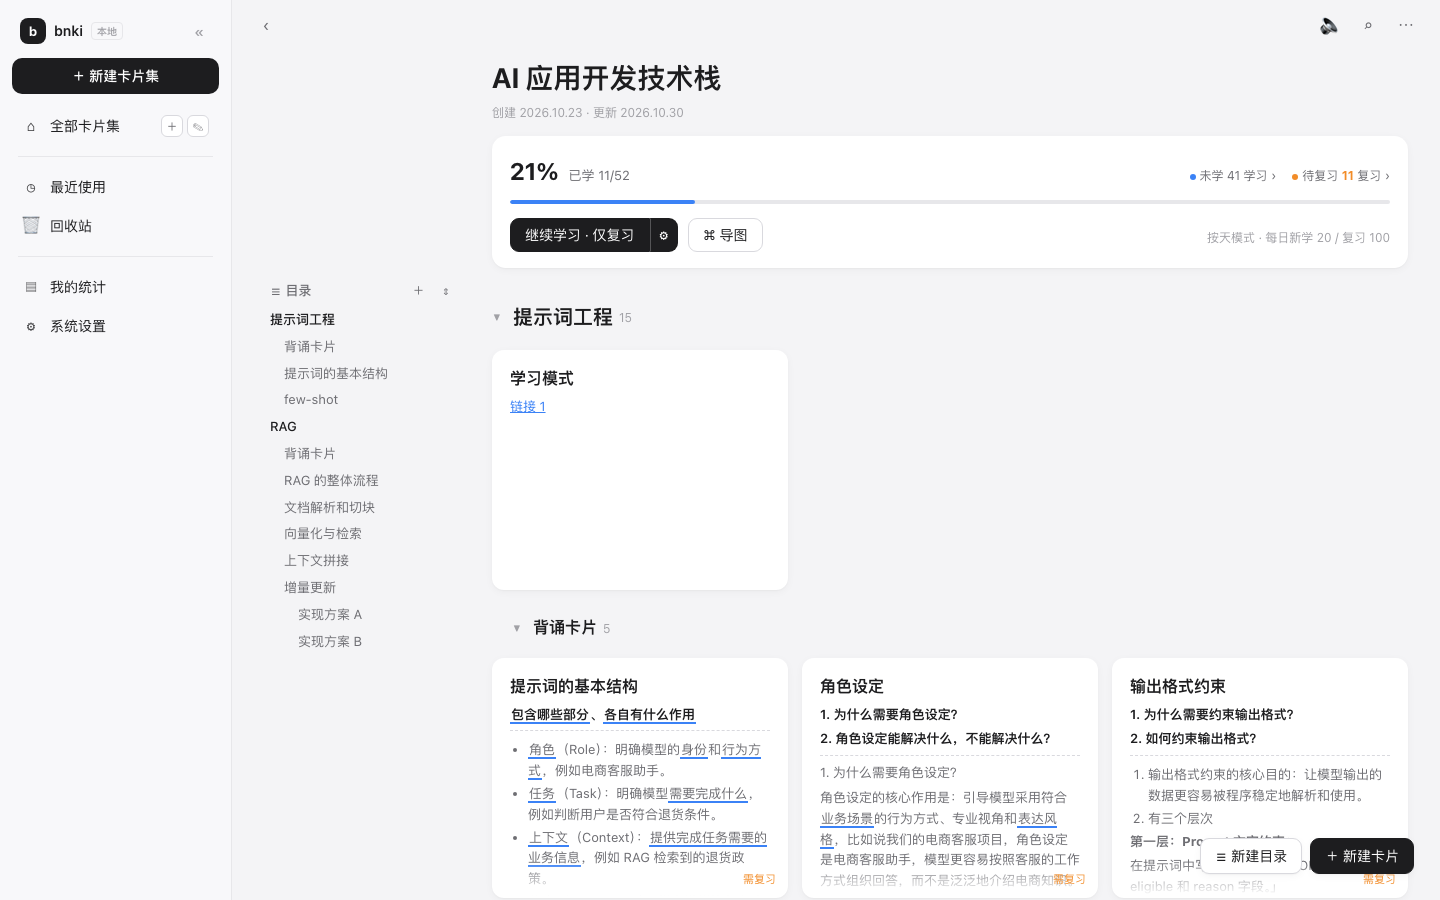 b bnki 本地 «
+ 新建卡片集
全部卡片集
最近使用
回收站
我的统计
系统设置
‹
AI 应用开发技术栈
创建 2026.10.23 · 更新 2026.10.30
21% 已学 11/52
未学 41 学习 › 待复习 11 复习 ›
继续学习 · 仅复习
⌘ 导图
按天模式 · 每日新学 20 / 复习 100
≡ 目录
提示词工程
背诵卡片
提示词的基本结构
few-shot
RAG
背诵卡片
RAG 的整体流程
文档解析和切块
向量化与检索
上下文拼接
增量更新
实现方案 A
实现方案 B
提示词工程 15
学习模式
链接 1
背诵卡片 5
提示词的基本结构
包含哪些部分、各自有什么作用
• 角色（Role）：明确模型的身份和行为方
式，例如电商客服助手。
• 任务（Task）：明确模型需要完成什么，
例如判断用户是否符合退货条件。
• 上下文（Context）：提供完成任务需要的
业务信息，例如 RAG 检索到的退货政
策。
需复习
角色设定
1. 为什么需要角色设定?
2. 角色设定能解决什么，不能解决什么?
1. 为什么需要角色设定?
角色设定的核心作用是：引导模型采用符合
业务场景的行为方式、专业视角和表达风
格，比如说我们的电商客服项目，角色设定
是电商客服助手，模型更容易按照客服的工作
方式组织回答，而不是泛泛地介绍电商知
需复习
输出格式约束
1. 为什么需要约束输出格式?
2. 如何约束输出格式?
1. 输出格式约束的核心目的：让模型输出的
数据更容易被程序稳定地解析和使用。
2. 有三个层次
第一层：
在提示词中
eligible 和 reason 字段。」
需复习
≡ 新建目录
+ 新建卡片